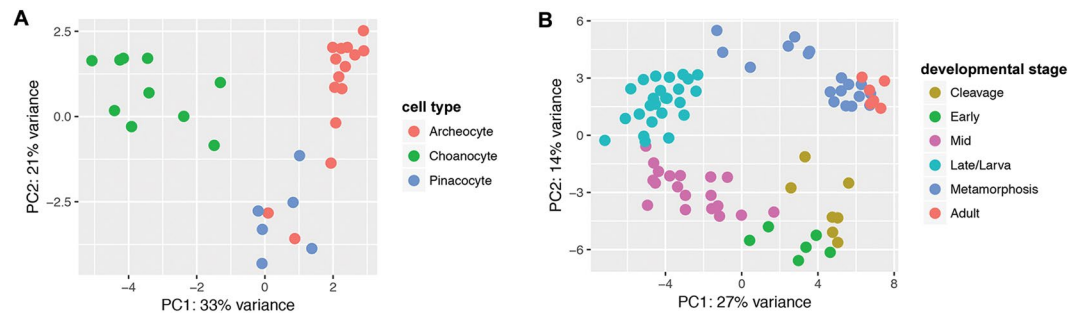 A
2.5
0.0
−2.5
−4
−2
0
2
PC1: 33% variance
PC2: 21% variance
cell type
Archeocyte
Choanocyte
Pinacocyte
B
6
3
0
−3
−6
−4
0
4
8
PC1: 27% variance
PC2: 14% variance
developmental stage
Cleavage
Early
Mid
Late/Larva
Metamorphosis
Adult